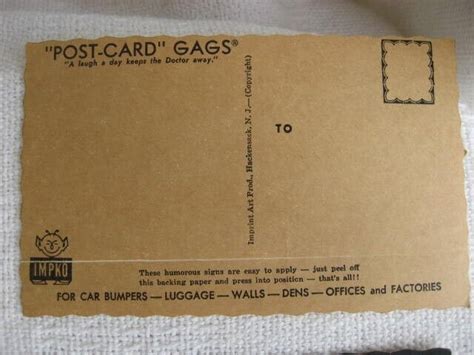 "POST-CARD" GAGS®
"A laugh a day keeps the Doctor away."
Imprint Art Prod., Hackensack, N. J.—(Copyright)
TO
IMPKO
These humorous signs are easy to apply — just peel off
this backing paper and press into position — that's all!!
FOR CAR BUMPERS — LUGGAGE — WALLS — DENS — OFFICES and FACTORIES